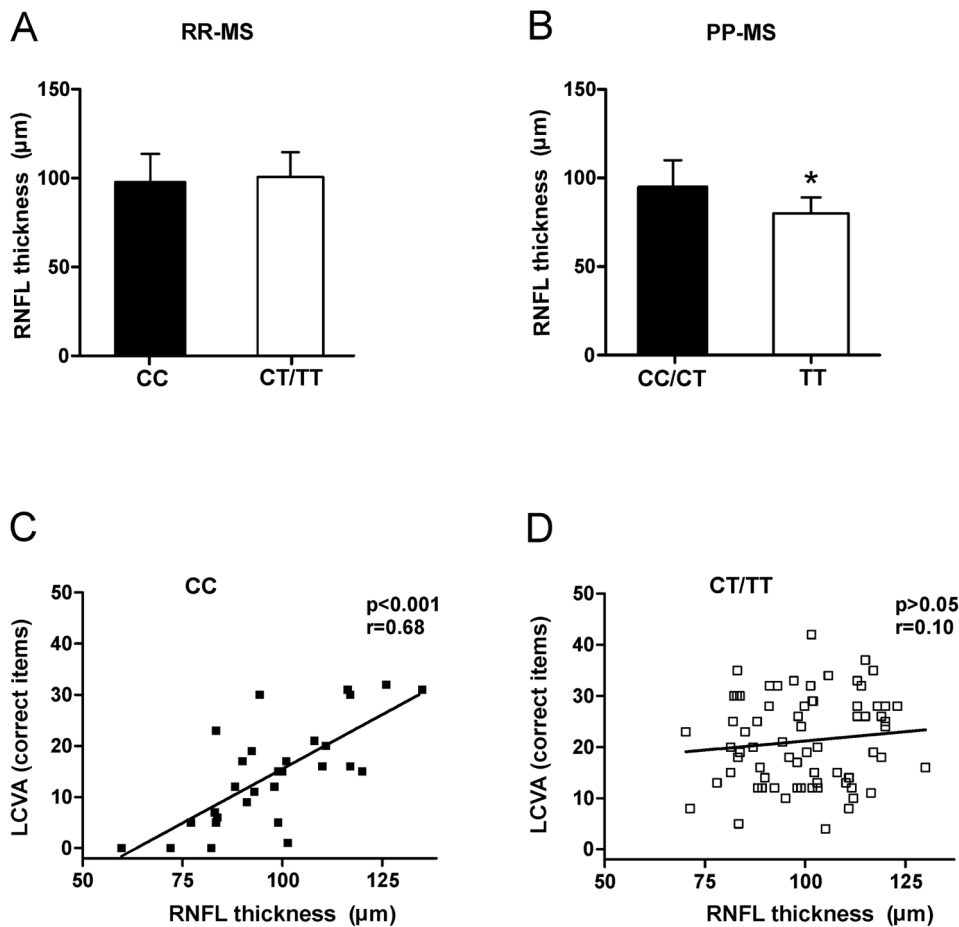 A
RR-MS
RNFL thickness (µm)
150
100
50
0
CC
CT/TT
B
PP-MS
RNFL thickness (µm)
150
100
50
0
*
CC/CT
TT
C
CC
p<0.001
r=0.68
LCVA (correct items)
50
40
30
20
10
0
50
75
100
125
RNFL thickness (µm)
D
CT/TT
p>0.05
r=0.10
LCVA (correct items)
50
40
30
20
10
0
50
75
100
125
RNFL thickness (µm)